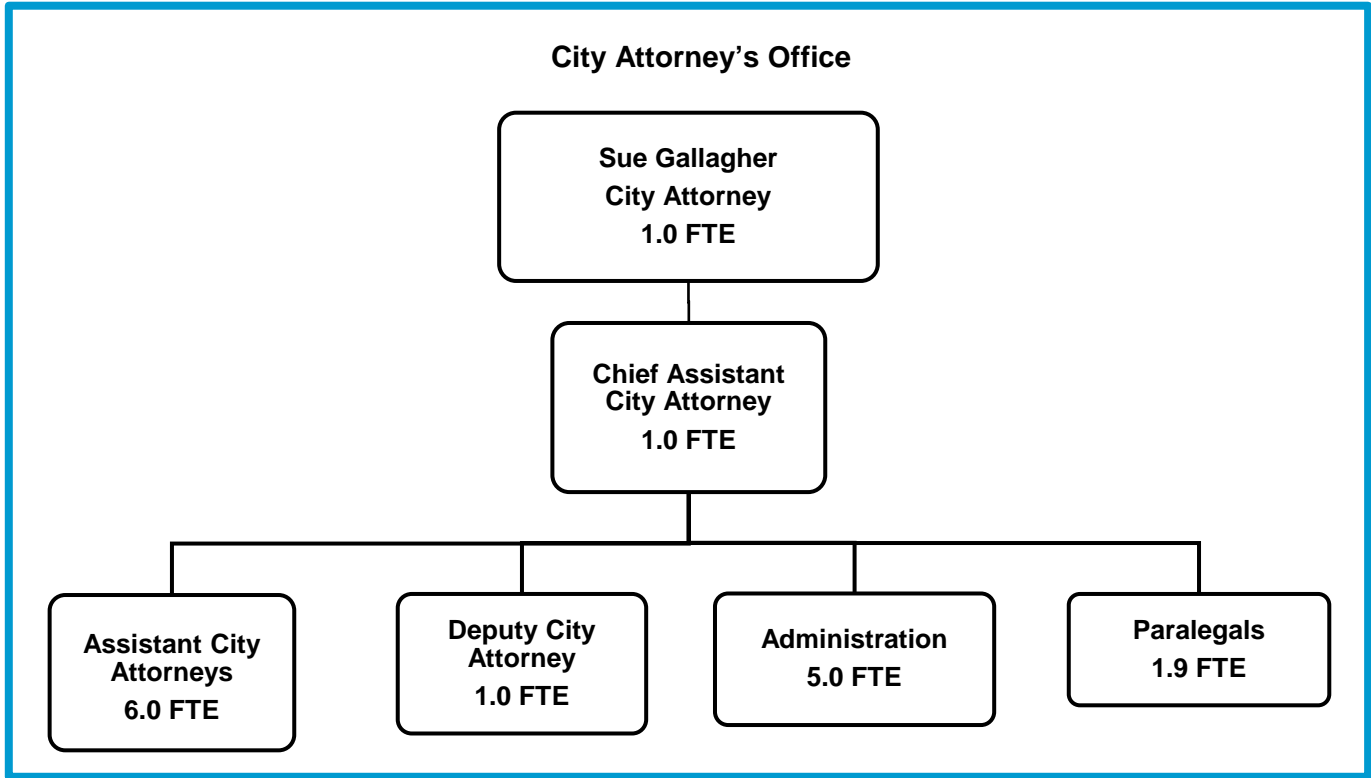 City Attorney's Office
Sue Gallagher
City Attorney
1.0 FTE
Chief Assistant
City Attorney
1.0 FTE
Assistant City
Attorneys
6.0 FTE
Deputy City
Attorney
1.0 FTE
Administration
5.0 FTE
Paralegals
1.9 FTE